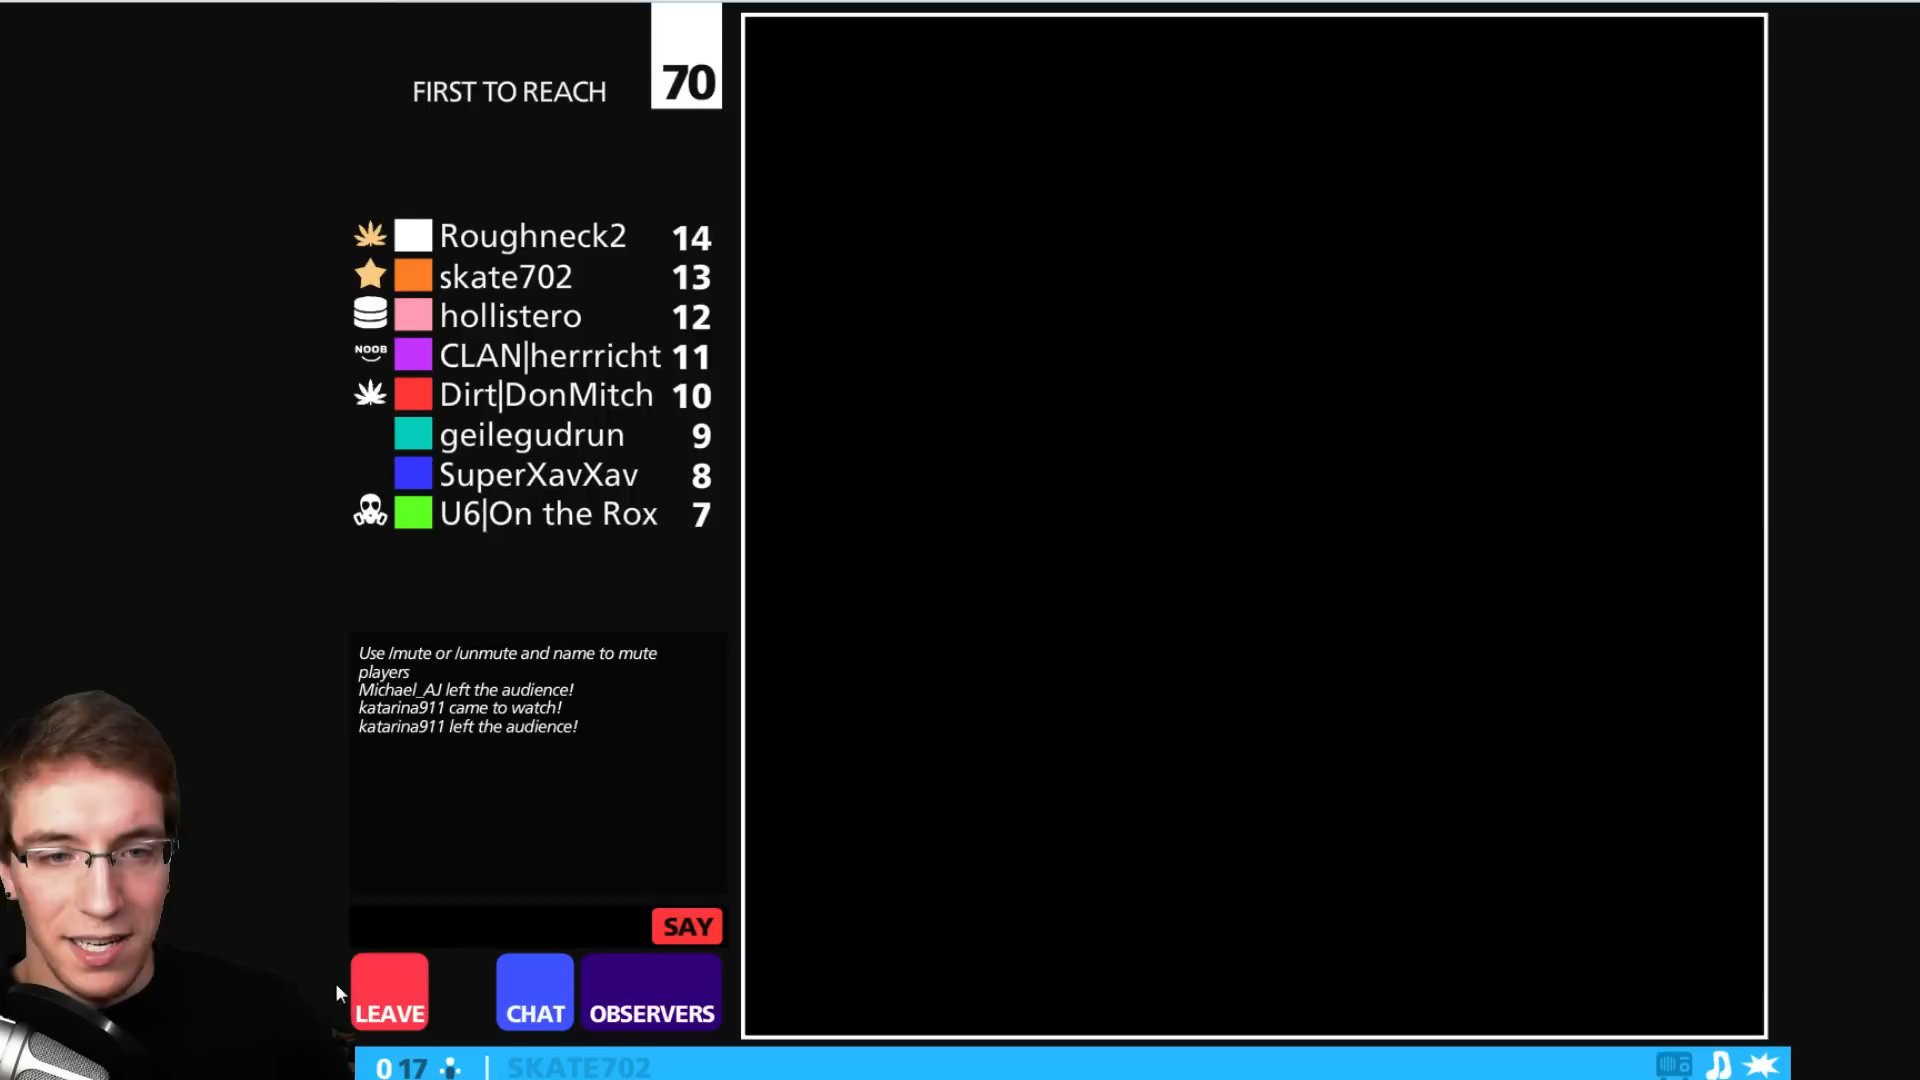 FIRST TO REACH 70
Roughneck2 14
skate702 13
hollistero 12
NOOB CLAN|herrricht 11
Dirt|DonMitch 10
geilegudrun 9
SuperXavXav 8
U6|On the Rox 7
Use /mute or /unmute and name to mute
players
Michael_AJ left the audience!
katarina911 came to watch!
katarina911 left the audience!
SAY
LEAVE CHAT OBSERVERS
0 17 | SKATE702